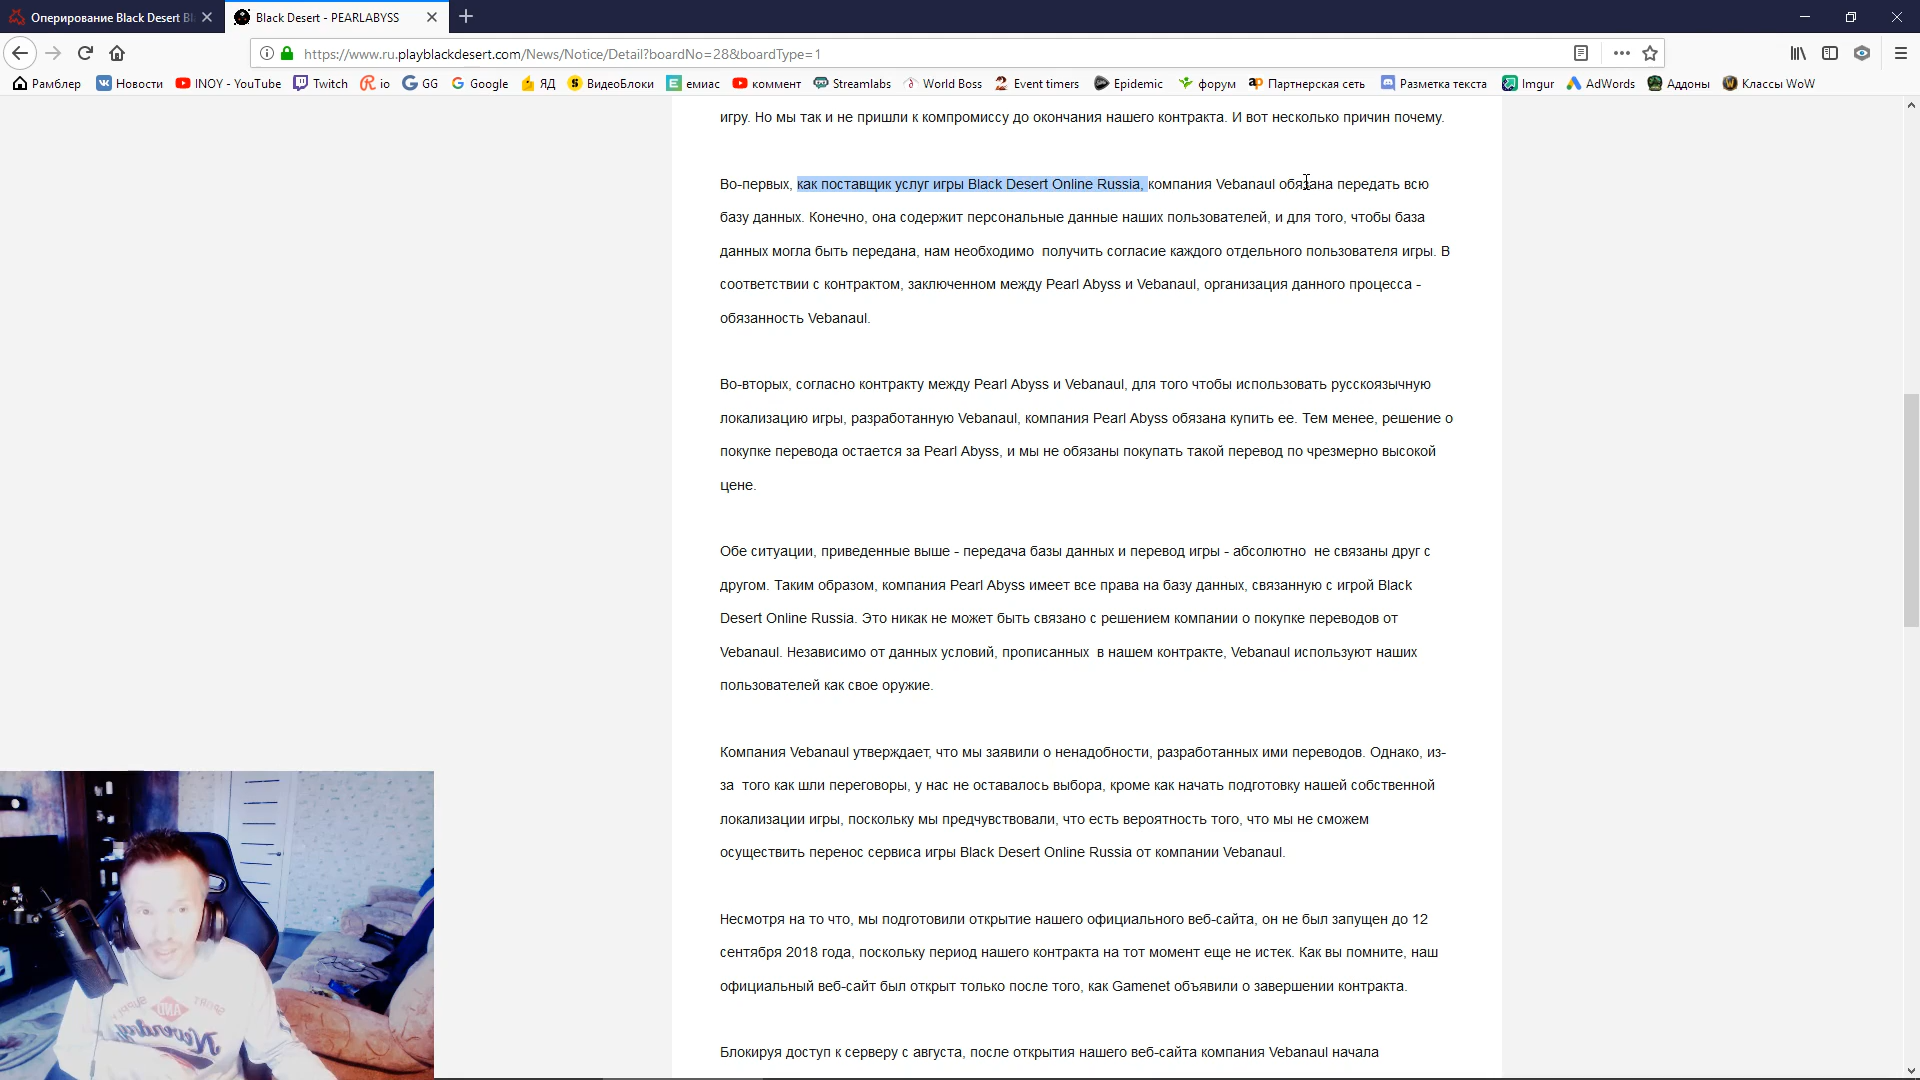 Оперирование Black Desert Bl
Black Desert - PEARLABYSS
https://www.ru.playblackdesert.com/News/Notice/Detail?boardNo=28&boardType=1
Рамблер Новости INOY - YouTube Twitch io GG Google ЯД ВидеоБлоки емиас коммент Streamlabs World Boss Event timers Epidemic форум Партнерская сеть Разметка текста Imgur AdWords Аддоны Классы WoW
игру. Но мы так и не пришли к компромиссу до окончания нашего контракта. И вот несколько причин почему.
Во-первых, как поставщик услуг игры Black Desert Online Russia, компания Vebanaul обязана передать всю
базу данных. Конечно, она содержит персональные данные наших пользователей, и для того, чтобы база
данных могла быть передана, нам необходимо получить согласие каждого отдельного пользователя игры. В
соответствии с контрактом, заключенном между Pearl Abyss и Vebanaul, организация данного процесса -
обязанность Vebanaul.
Во-вторых, согласно контракту между Pearl Abyss и Vebanaul, для того чтобы использовать русскоязычную
локализацию игры, разработанную Vebanaul, компания Pearl Abyss обязана купить ее. Тем менее, решение о
покупке перевода остается за Pearl Abyss, и мы не обязаны покупать такой перевод по чрезмерно высокой
цене.
Обе ситуации, приведенные выше - передача базы данных и перевод игры - абсолютно не связаны друг с
другом. Таким образом, компания Pearl Abyss имеет все права на базу данных, связанную с игрой Black
Desert Online Russia. Это никак не может быть связано с решением компании о покупке переводов от
Vebanaul. Независимо от данных условий, прописанных в нашем контракте, Vebanaul используют наших
пользователей как свое оружие.
Компания Vebanaul утверждает, что мы заявили о ненадобности, разработанных ими переводов. Однако, из-
за того как шли переговоры, у нас не оставалось выбора, кроме как начать подготовку нашей собственной
локализации игры, поскольку мы предчувствовали, что есть вероятность того, что мы не сможем
осуществить перенос сервиса игры Black Desert Online Russia от компании Vebanaul.
Несмотря на то что, мы подготовили открытие нашего официального веб-сайта, он не был запущен до 12
сентября 2018 года, поскольку период нашего контракта на тот момент еще не истек. Как вы помните, наш
официальный веб-сайт был открыт только после того, как Gamenet объявили о завершении контракта.
Блокируя доступ к серверу с августа, после открытия нашего веб-сайта компания Vebanaul начала